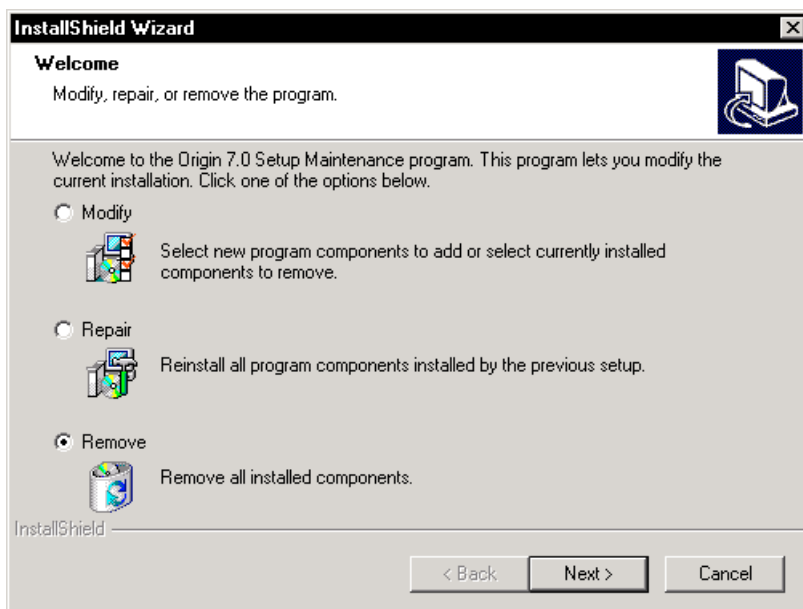 InstallShield Wizard
Welcome
Modify, repair, or remove the program.
Welcome to the Origin 7.0 Setup Maintenance program. This program lets you modify the
current installation. Click one of the options below.
Modify
Select new program components to add or select currently installed
components to remove.
Repair
Reinstall all program components installed by the previous setup.
Remove
Remove all installed components.
InstallShield
< Back
Next >
Cancel